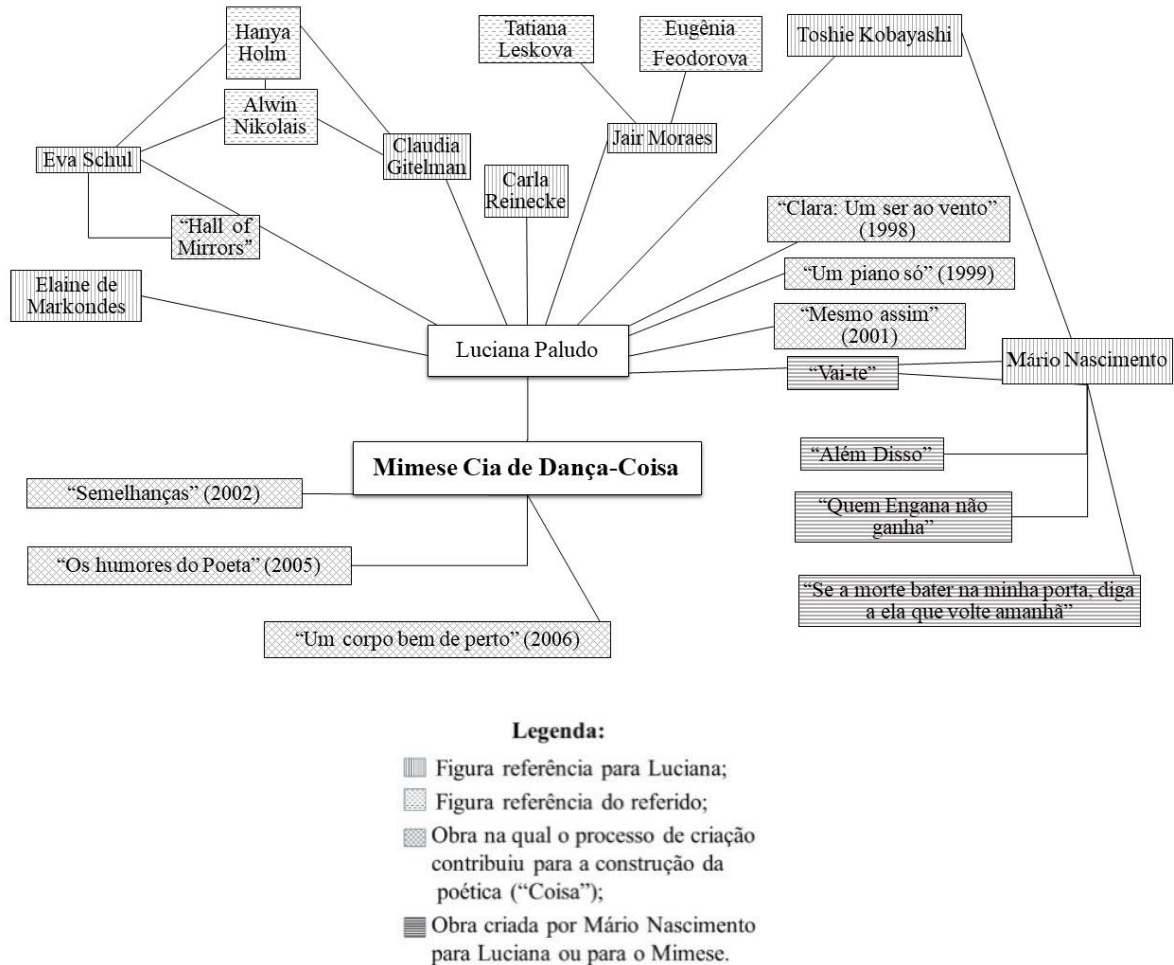 Hanya
Holm
Tatiana
Leskova
Eugênia
Feodorova
Toshie Kobayashi
Alwin
Nikolais
Eva Schul
Claudia
Gitelman
Jair Moraes
Carla
Reinecke
“Hall of
Mirrors”
“Clara: Um ser ao vento”
(1998)
“Um piano só” (1999)
Elaine de
Markondes
“Mesmo assim”
(2001)
Luciana Paludo
Mário Nascimento
“Vai-te”
Mimese Cia de Dança-Coisa
“Além Disso”
“Semelhanças” (2002)
“Quem Engana não
ganha”
“Os humores do Poeta” (2005)
“Se a morte bater na minha porta, diga
a ela que volte amanhã”
“Um corpo bem de perto” (2006)
Legenda:
Figura referência para Luciana;
Figura referência do referido;
Obra na qual o processo de criação
contribuiu para a construção da
poética (“Coisa”);
Obra criada por Mário Nascimento
para Luciana ou para o Mimese.